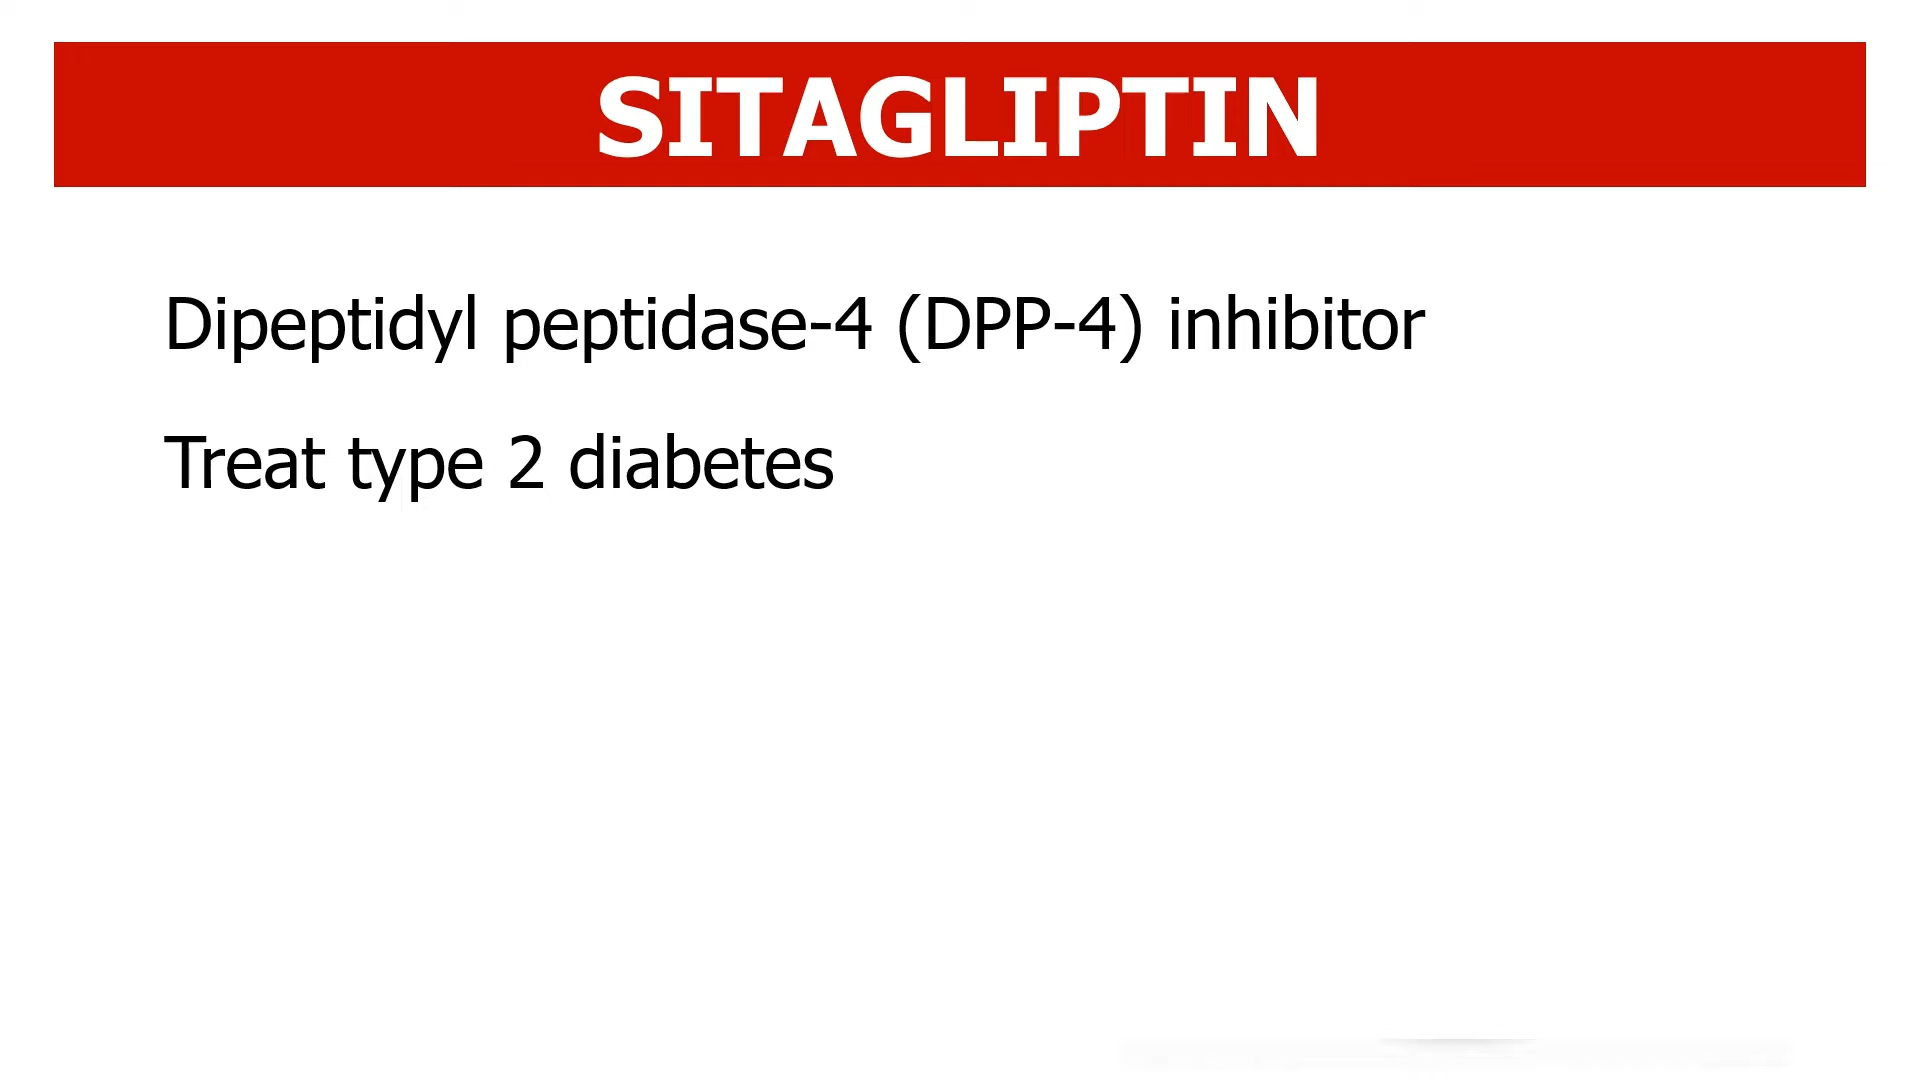 SITAGLIPTIN
Dipeptidyl peptidase-4 (DPP-4) inhibitor
Treat type 2 diabetes